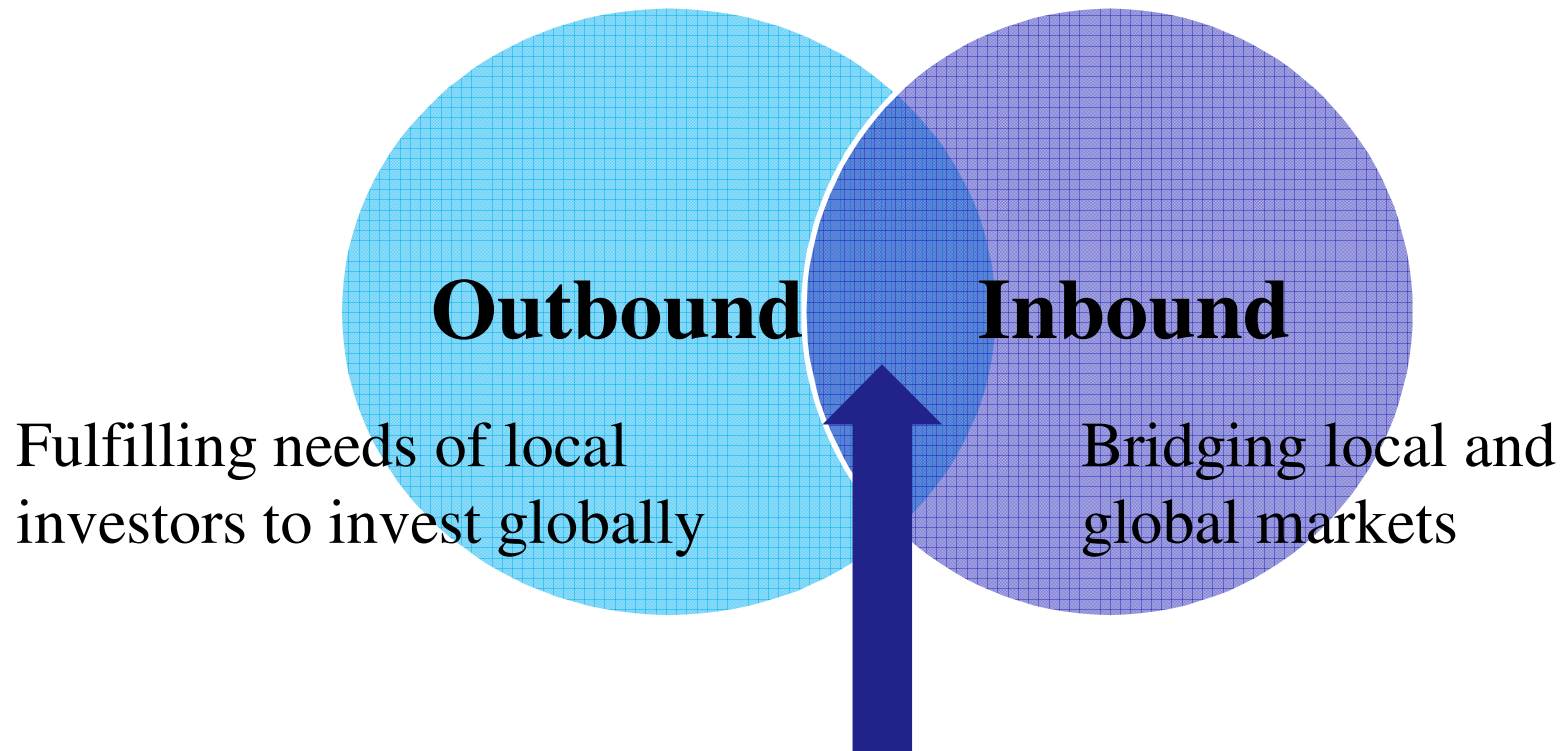 Outbound
Inbound
Fulfilling needs of local
investors to invest globally
Bridging local and
global markets